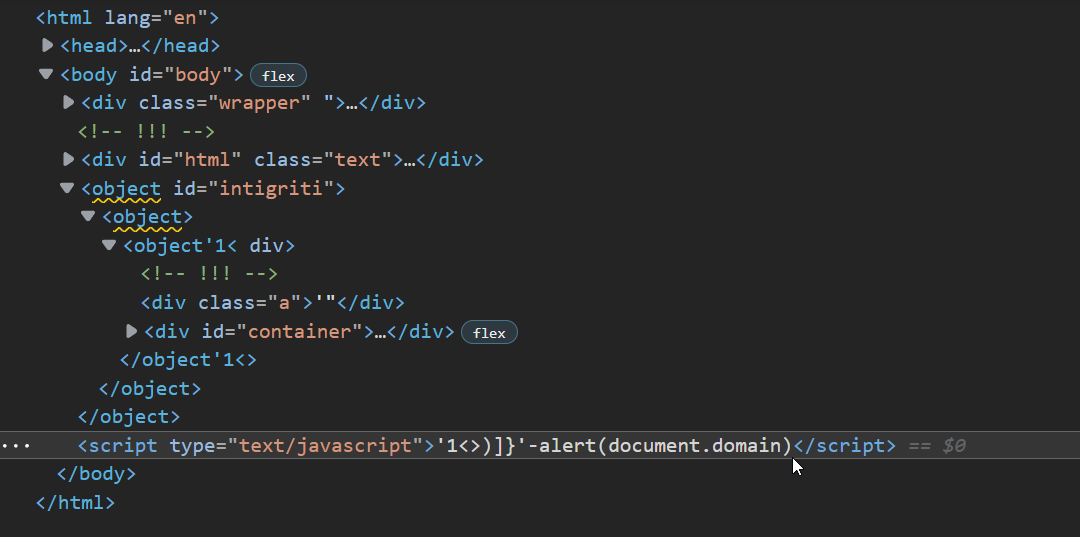 <html lang="en">
<head>…</head>
<body id="body"> flex
<div class="wrapper" ">…</div>
<!-- !!! -->
<div id="html" class="text">…</div>
<object id="intigriti">
<object>
<object'1< div>
<!-- !!! -->
<div class="a">'"</div>
<div id="container">…</div> flex
</object'1<>
</object>
</object>
<script type="text/javascript">'1<>)]}'-alert(document.domain)</script> == $0
</body>
</html>